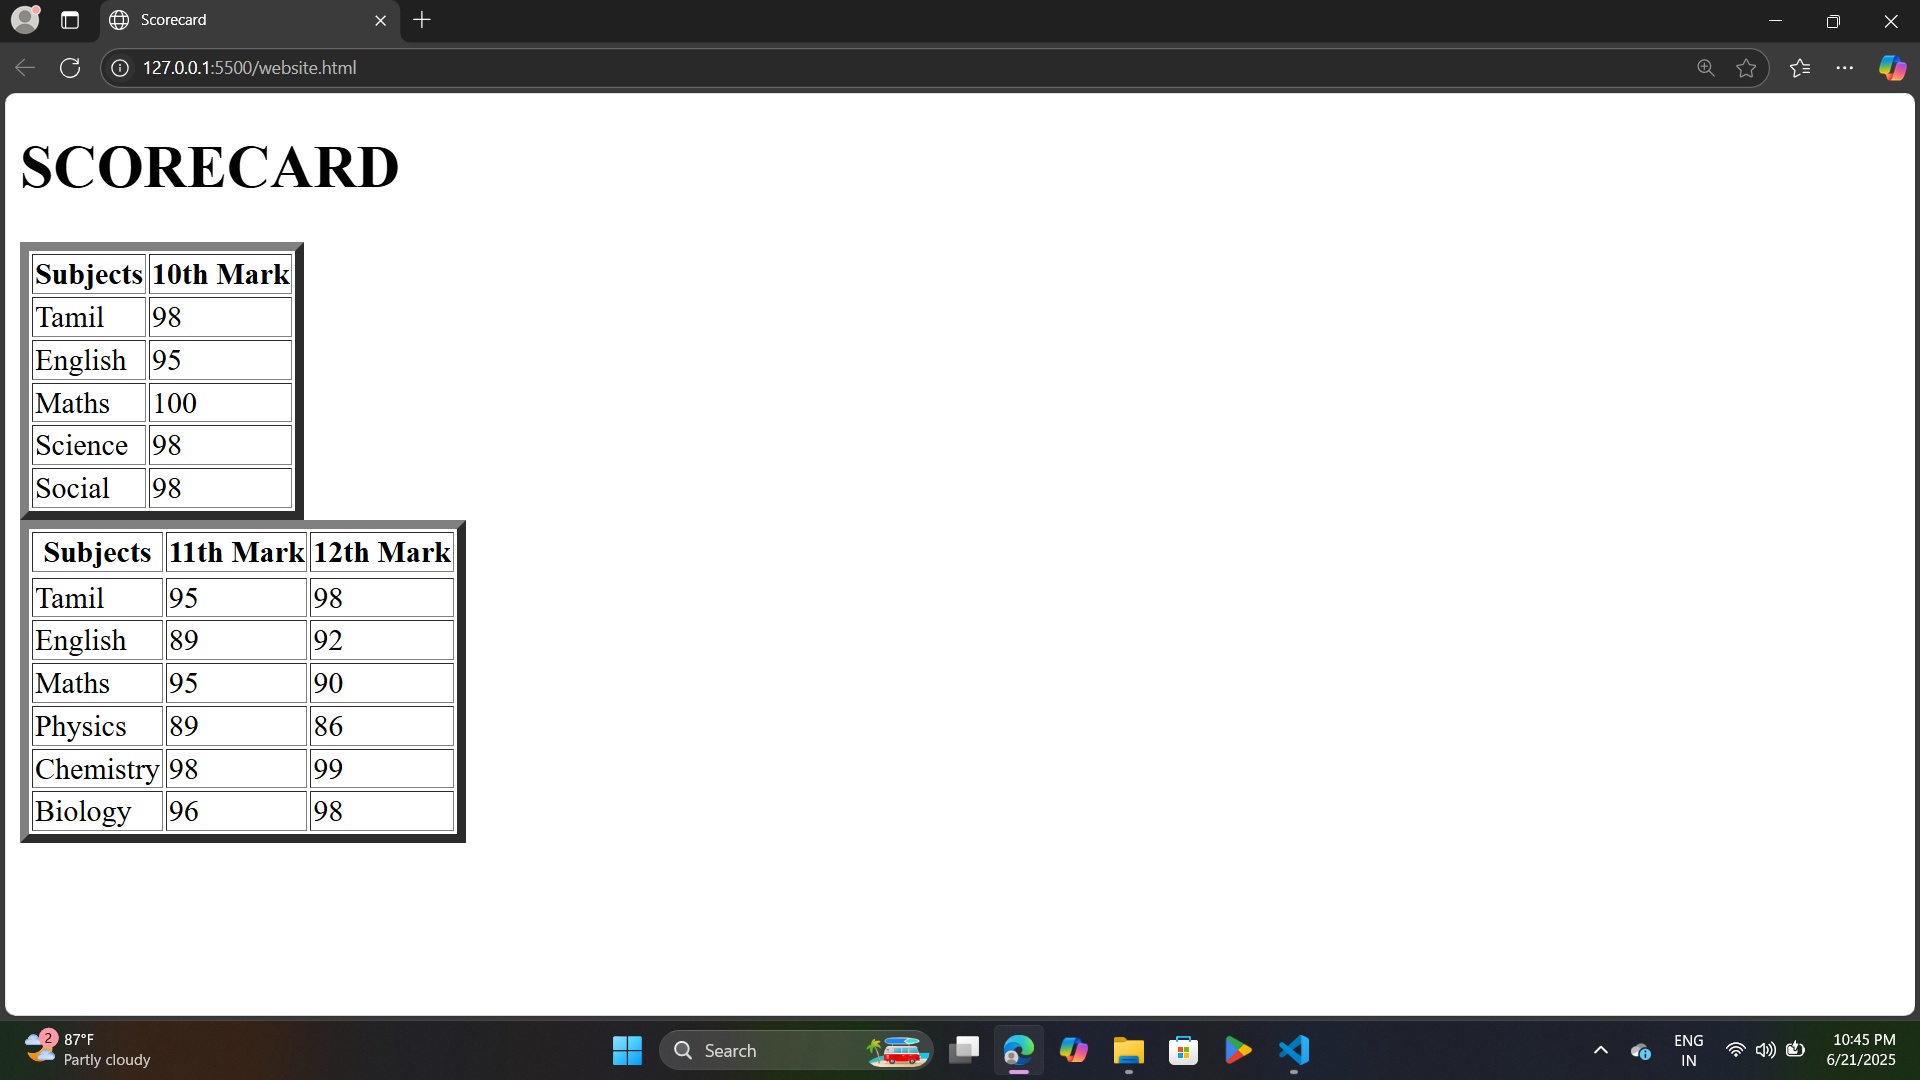 Scorecard
127.0.0.1:5500/website.html
SCORECARD
Subjects 10th Mark
Tamil 98
English 95
Maths 100
Science 98
Social 98
Subjects 11th Mark 12th Mark
Tamil 95 98
English 89 92
Maths 95 90
Physics 89 86
Chemistry 98 99
Biology 96 98
2
87°F
Partly cloudy
Search
ENG
IN
10:45 PM
6/21/2025